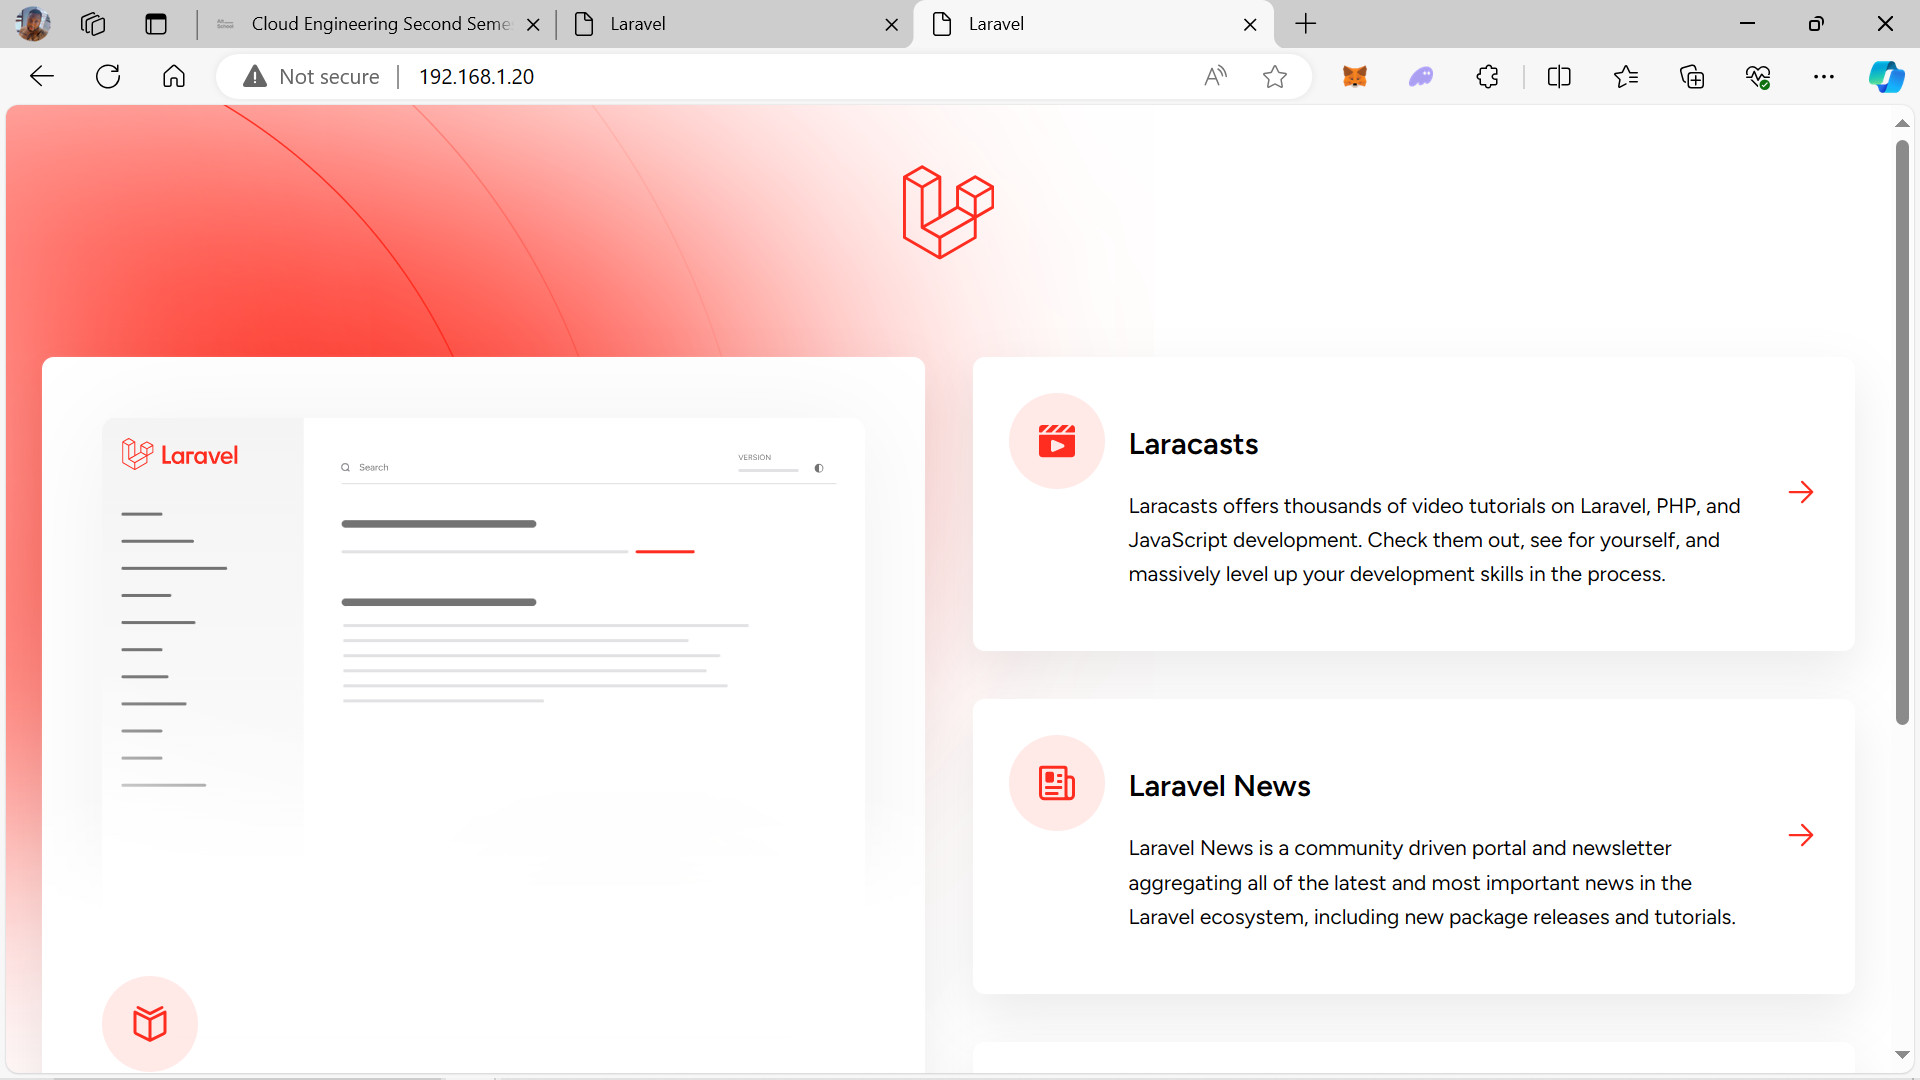 Cloud Engineering Second Seme
Laravel
Laravel
Not secure
192.168.1.20
Laravel
Search
VERSION
Laracasts
Laracasts offers thousands of video tutorials on Laravel, PHP, and
JavaScript development. Check them out, see for yourself, and
massively level up your development skills in the process.
Laravel News
Laravel News is a community driven portal and newsletter
aggregating all of the latest and most important news in the
Laravel ecosystem, including new package releases and tutorials.